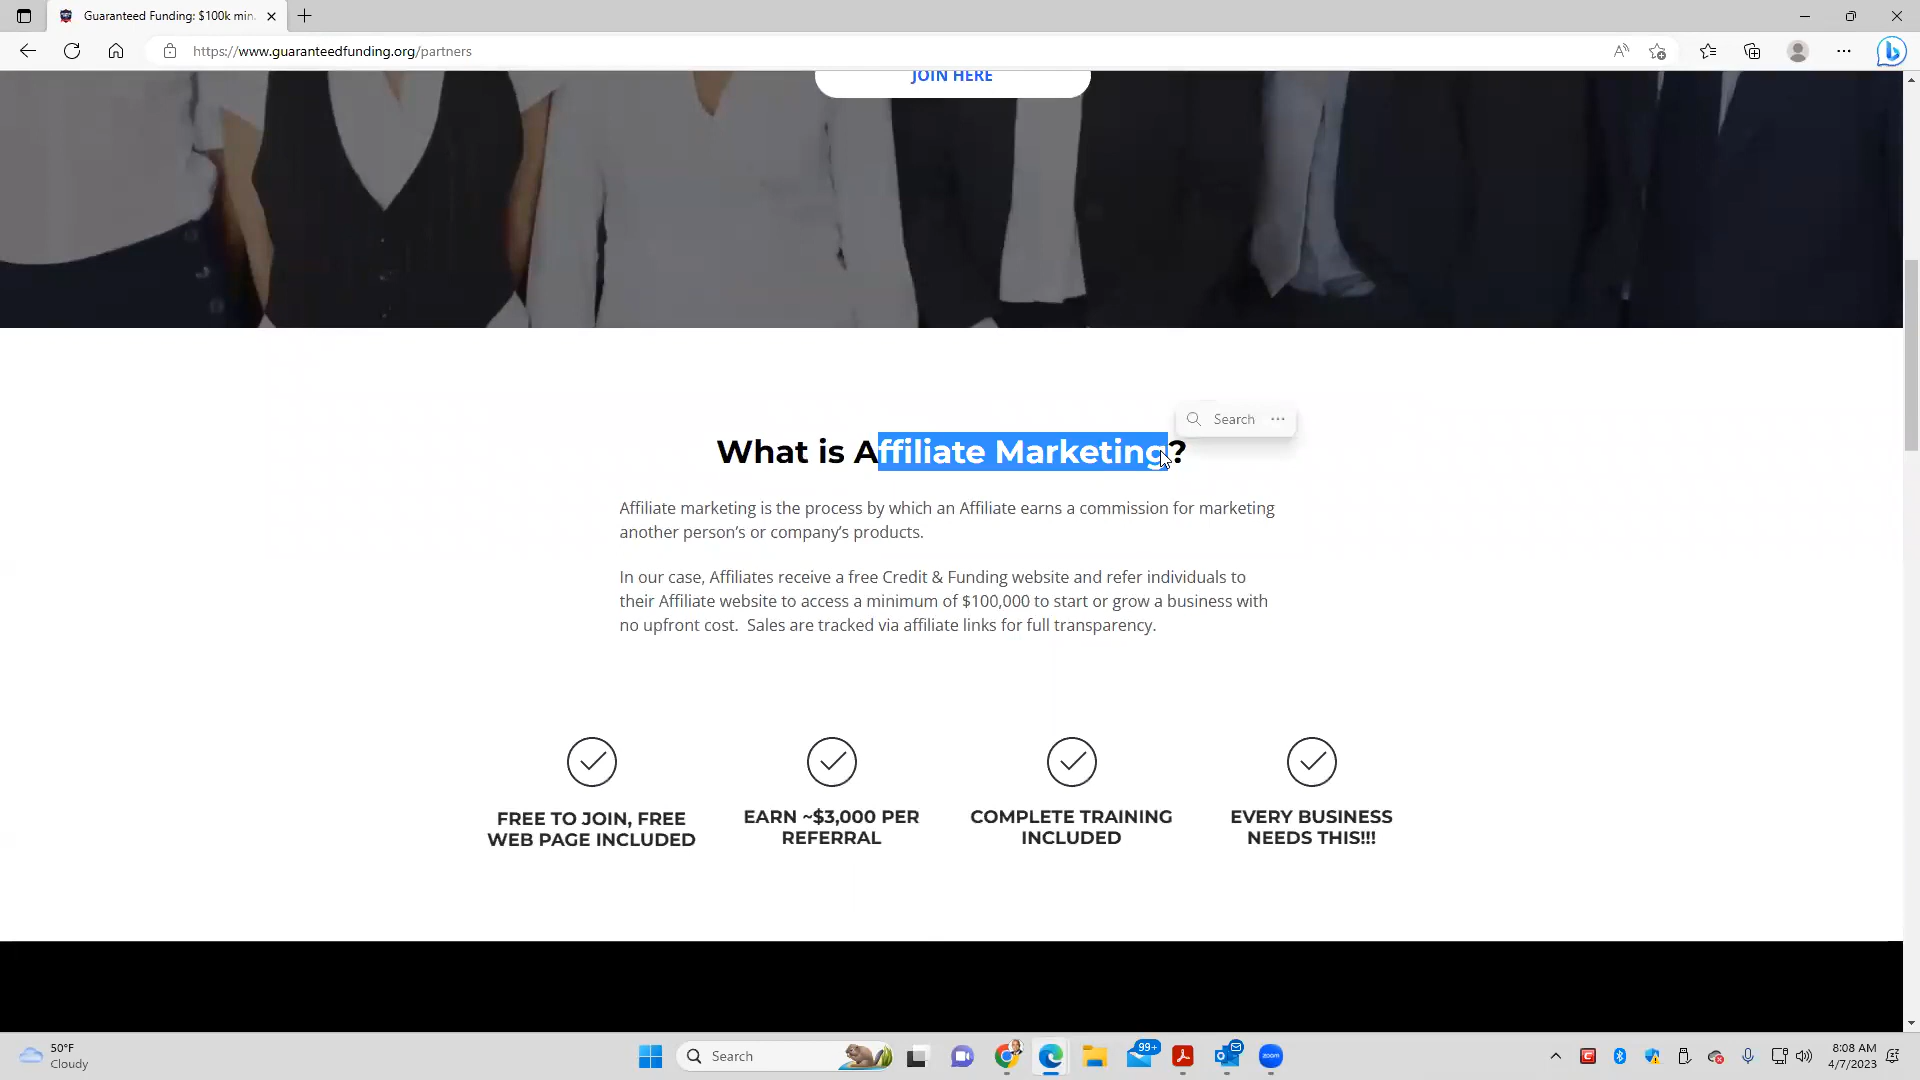 Guaranteed Funding: $100k min.
https://www.guaranteedfunding.org/partners
JOIN HERE
Search
What is Affiliate Marketing?
Affiliate marketing is the process by which an Affiliate earns a commission for marketing
another person’s or company’s products.
In our case, Affiliates receive a free Credit & Funding website and refer individuals to
their Affiliate website to access a minimum of $100,000 to start or grow a business with
no upfront cost.  Sales are tracked via affiliate links for full transparency.
FREE TO JOIN, FREE
WEB PAGE INCLUDED
EARN ~$3,000 PER
REFERRAL
COMPLETE TRAINING
INCLUDED
EVERY BUSINESS
NEEDS THIS!!!
50°F
Cloudy
Search
99+
zoom
8:08 AM
4/7/2023